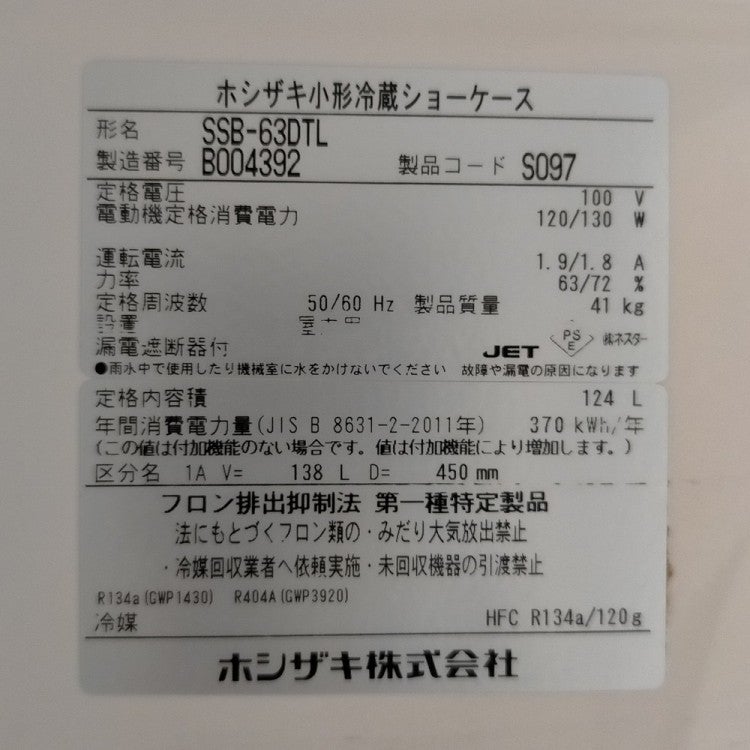 ホシザキ小形冷蔵ショーケース
形名 SSB-63DTL
製造番号 B004392 製品コード S097
定格電圧 100 V
電動機定格消費電力 120/130 W
運転電流 1.9/1.8 A
力率 63/72 %
定格周波数 50/60 Hz 製品質量 41 kg
設置
漏電遮断器付 JET PS E ㈱ネスター
●雨水中で使用したり機械室に水をかけないでください 故障や漏電の原因になります
定格内容積 124 L
年間消費電力量(JIS B 8631-2-2011年) 370 kWh/年
(この値は付加機能のない場合です。値は付加機能により増加します。)
区分名 1A V= 138 L D= 450 mm
フロン排出抑制法 第一種特定製品
法にもとづくフロン類の・みだり大気放出禁止
・冷媒回収業者へ依頼実施・未回収機器の引渡禁止
R134a(GWP1430) R404A(GWP3920)
冷媒 HFC R134a/120g
ホシザキ株式会社